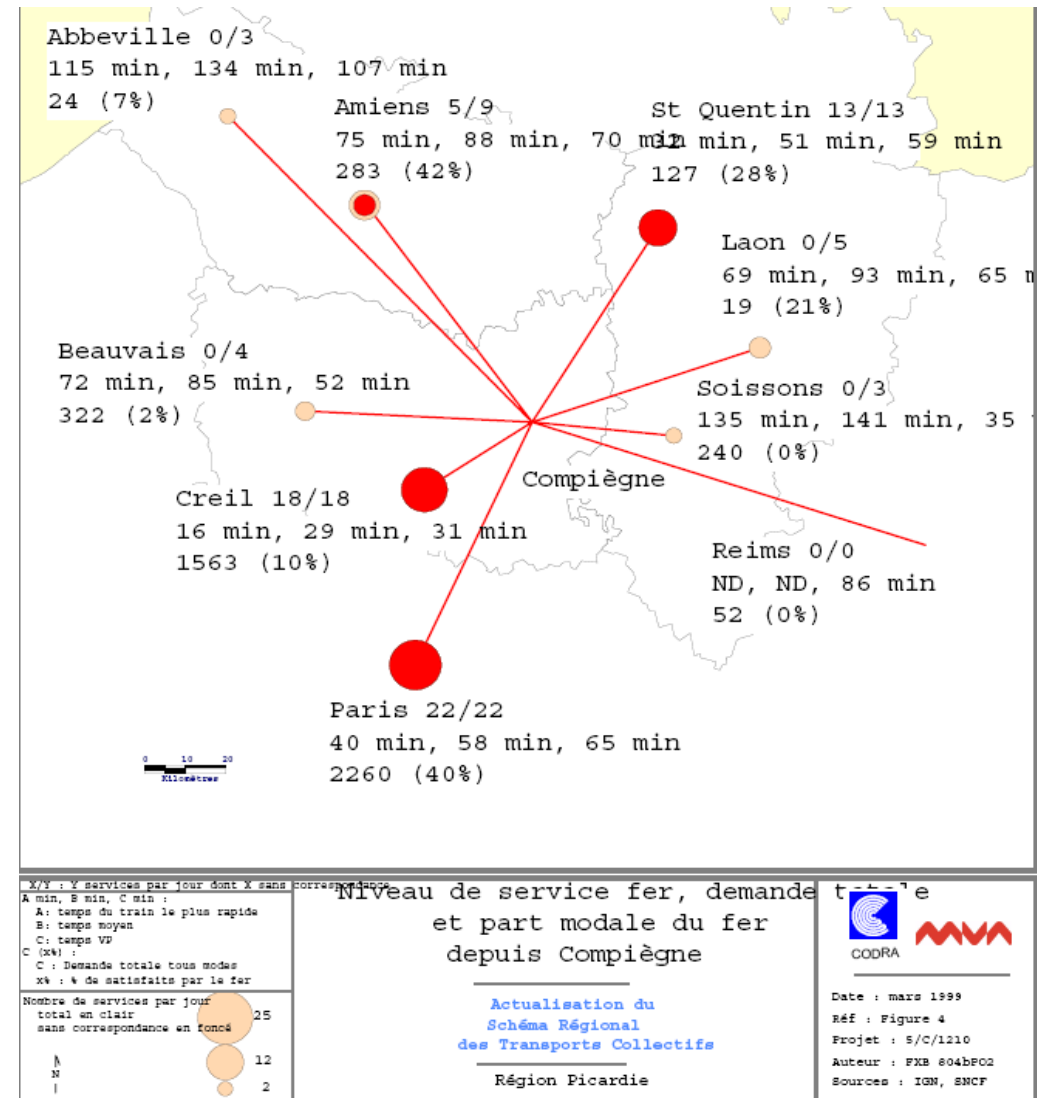 Abbeville 0/3
115 min, 134 min, 107 min
24 (7%)
Amiens 5/9
75 min, 88 min, 70 min
283 (42%)
St Quentin 13/13
32 min, 51 min, 59 min
127 (28%)
Laon 0/5
69 min, 93 min, 65 m
19 (21%)
Beauvais 0/4
72 min, 85 min, 52 min
322 (2%)
Soissons 0/3
135 min, 141 min, 35
240 (0%)
Compiègne
Creil 18/18
16 min, 29 min, 31 min
1563 (10%)
Reims 0/0
ND, ND, 86 min
52 (0%)
Paris 22/22
40 min, 58 min, 65 min
2260 (40%)
0 10 20
Kilomètres
X/Y : Y services par jour dont X sans correspondance
A min, B min, C min :
A: temps du train le plus rapide
B: temps moyen
C: temps VP
C (x%) :
C : Demande totale tous modes
x% : % de satisfaits par le fer
Nombre de services par jour
total en clair
sans correspondance en foncé
25
12
2
N
Niveau de service fer, demande totale
et part modale du fer
depuis Compiègne
Actualisation du
Schéma Régional
des Transports Collectifs
Région Picardie
CODRA
MVA
Date : mars 1999
Réf : Figure 4
Projet : S/C/1210
Auteur : FXB 804bPO2
Sources : IGN, SNCF